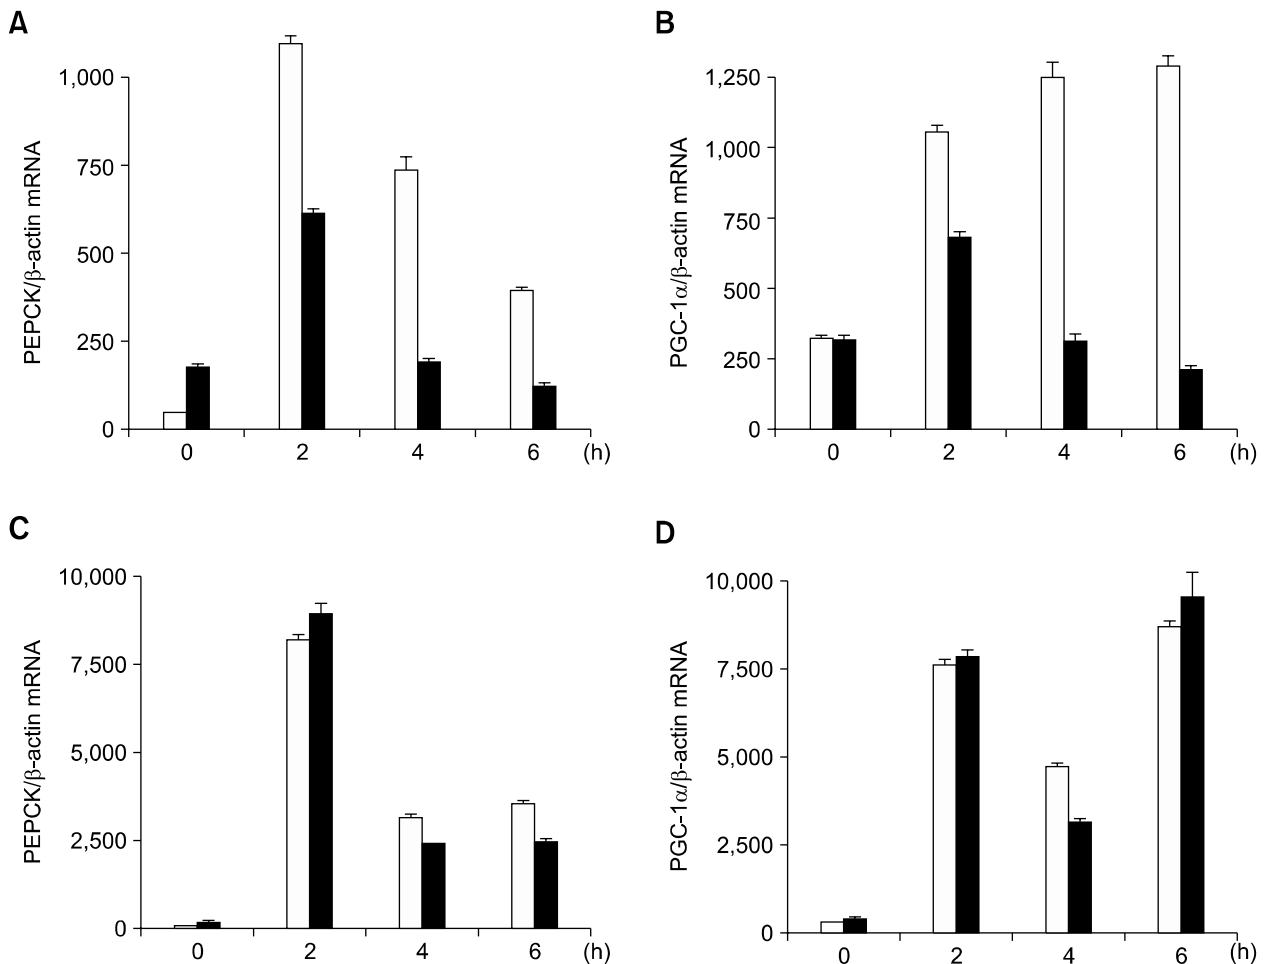 A
PEPCK/β-actin mRNA
1,000
750
500
250
0
0 2 4 6 (h)
B
PGC-1α/β-actin mRNA
1,250
1,000
750
500
250
0
0 2 4 6 (h)
C
PEPCK/β-actin mRNA
10,000
7,500
5,000
2,500
0
0 2 4 6 (h)
D
PGC-1α/β-actin mRNA
10,000
7,500
5,000
2,500
0
0 2 4 6 (h)